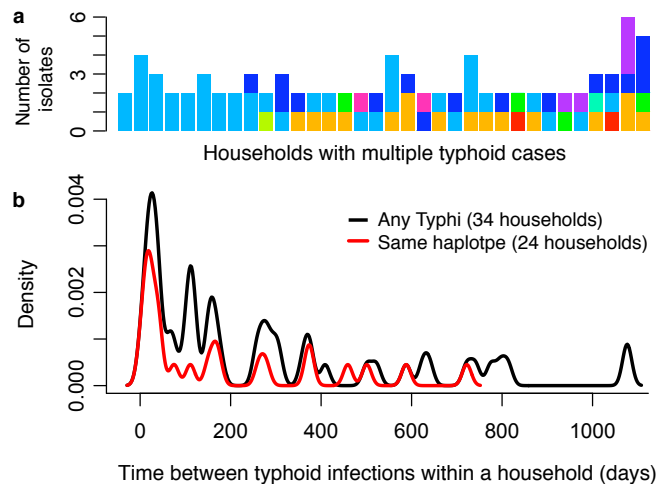 a
Number of
isolates
6
3
0
Households with multiple typhoid cases
b
Density
0.004
0.002
0.000
Any Typhi (34 households)
Same haplotpe (24 households)
0 200 400 600 800 1000
Time between typhoid infections within a household (days)